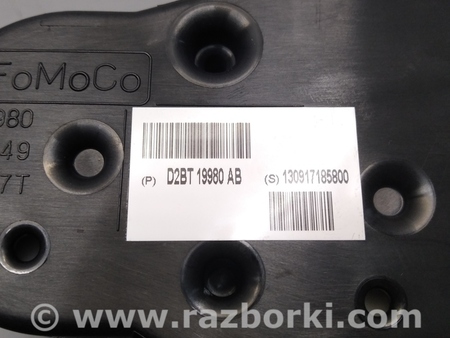 FoMoCo
980
49
7T
(P) D2BT 19980 AB
(S) 130917185800
www.razborki.com